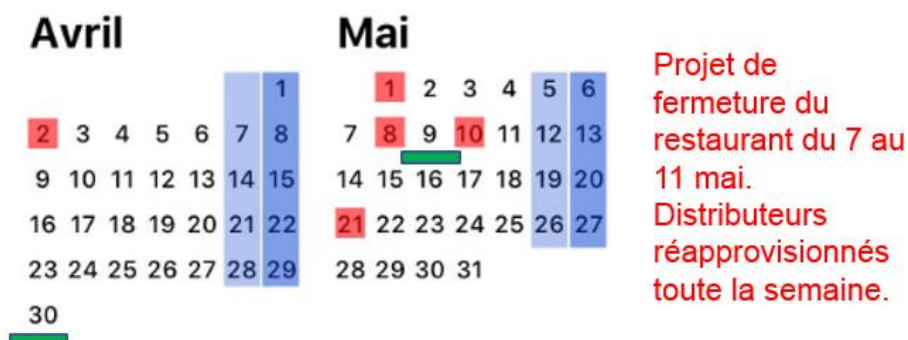 Avril
1
2 3 4 5 6 7 8
9 10 11 12 13 14 15
16 17 18 19 20 21 22
23 24 25 26 27 28 29
30
Mai
1 2 3 4 5 6
7 8 9 10 11 12 13
14 15 16 17 18 19 20
21 22 23 24 25 26 27
28 29 30 31
Projet de
fermeture du
restaurant du 7 au
11 mai.
Distributeurs
réapprovisionnés
toute la semaine.